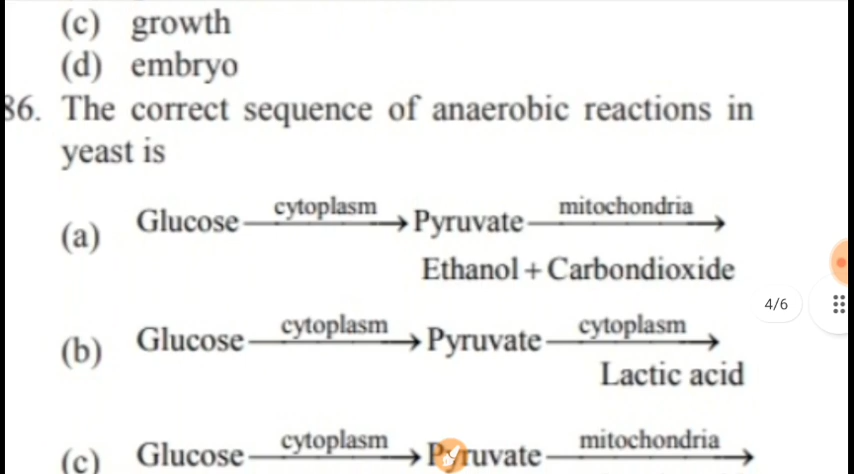 (c) growth
(d) embryo
86. The correct sequence of anaerobic reactions in
yeast is
(a) Glucose cytoplasm → Pyruvate mitochondria →
Ethanol + Carbondioxide
4/6
(b) Glucose cytoplasm → Pyruvate cytoplasm →
Lactic acid
(c) Glucose cytoplasm → Pyruvate mitochondria →